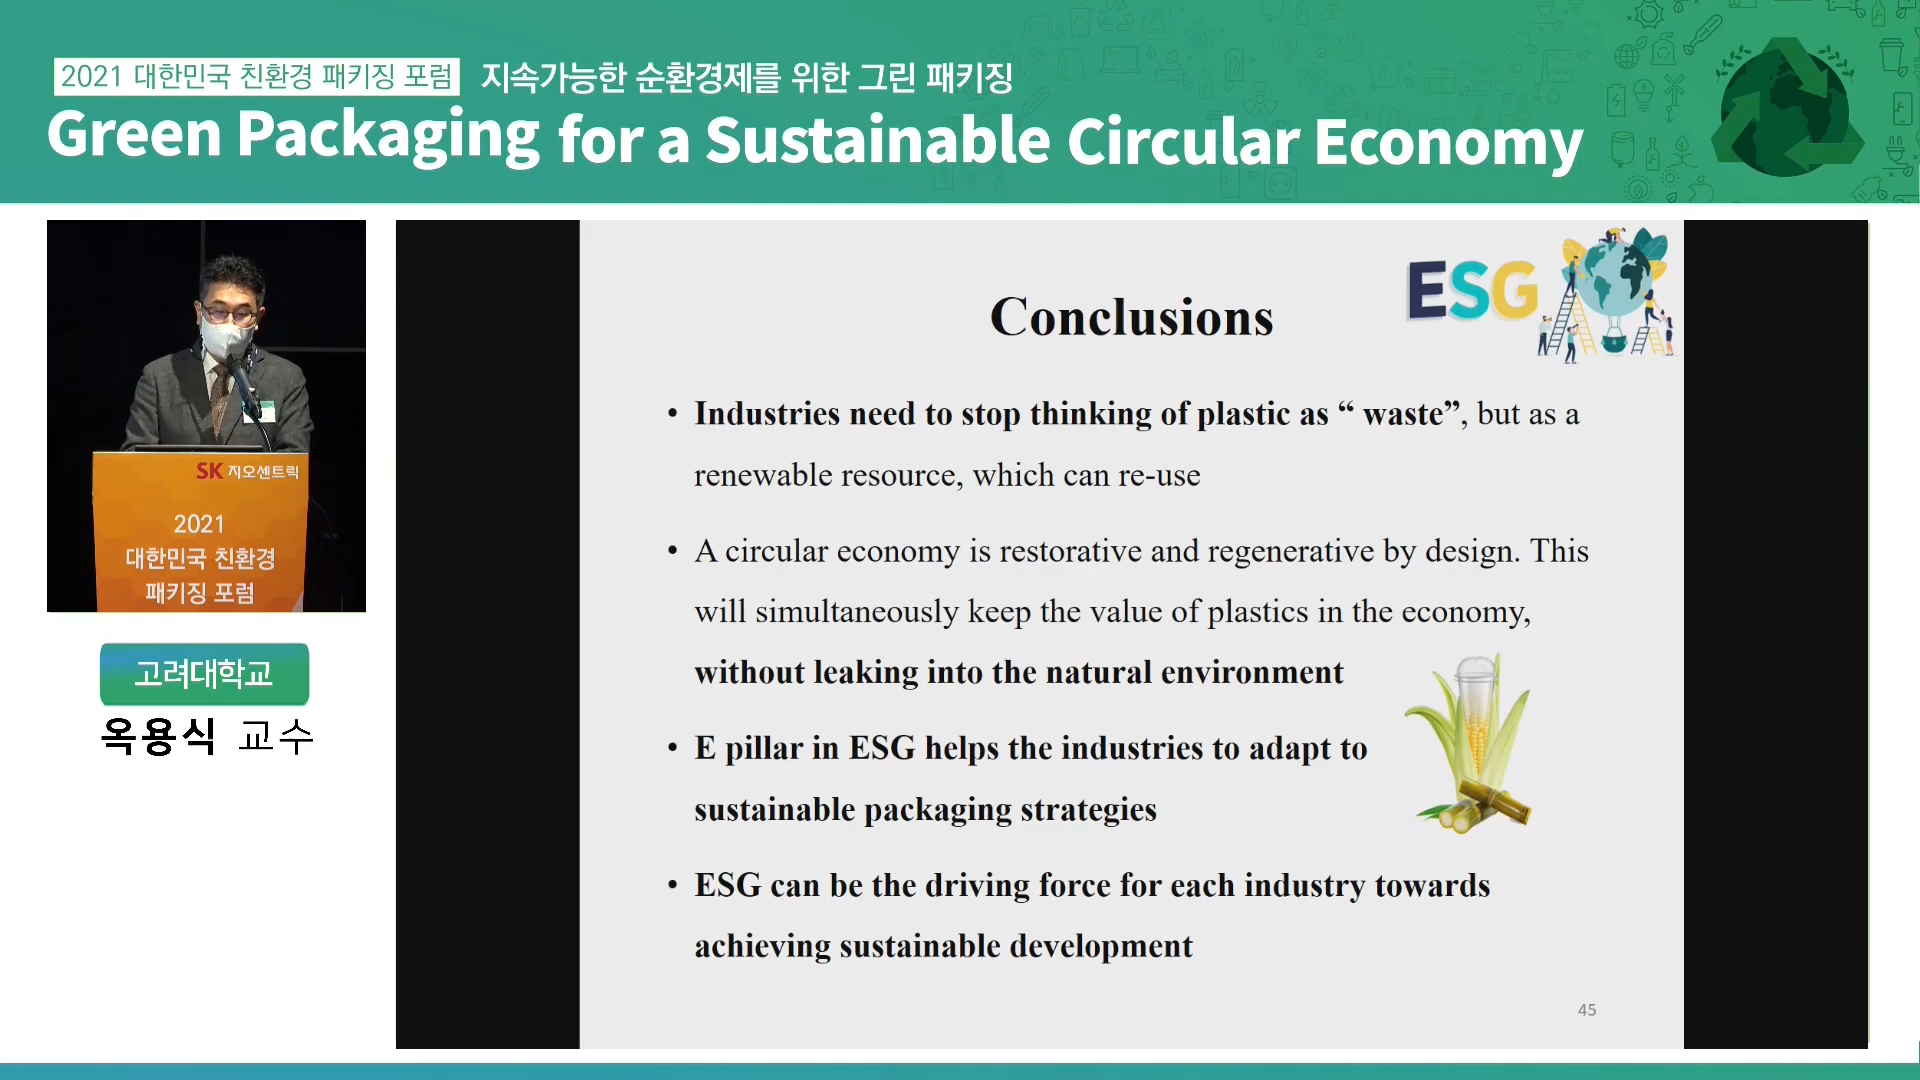 2021 대한민국 친환경 패키징 포럼 지속가능한 순환경제를 위한 그린 패키징
Green Packaging for a Sustainable Circular Economy
SK 지오센트릭
2021
대한민국 친환경
패키징 포럼
고려대학교
옥용식 교수
ESG
Conclusions
• Industries need to stop thinking of plastic as “ waste”, but as a
renewable resource, which can re-use
• A circular economy is restorative and regenerative by design. This
will simultaneously keep the value of plastics in the economy,
without leaking into the natural environment
• E pillar in ESG helps the industries to adapt to
sustainable packaging strategies
• ESG can be the driving force for each industry towards
achieving sustainable development
45